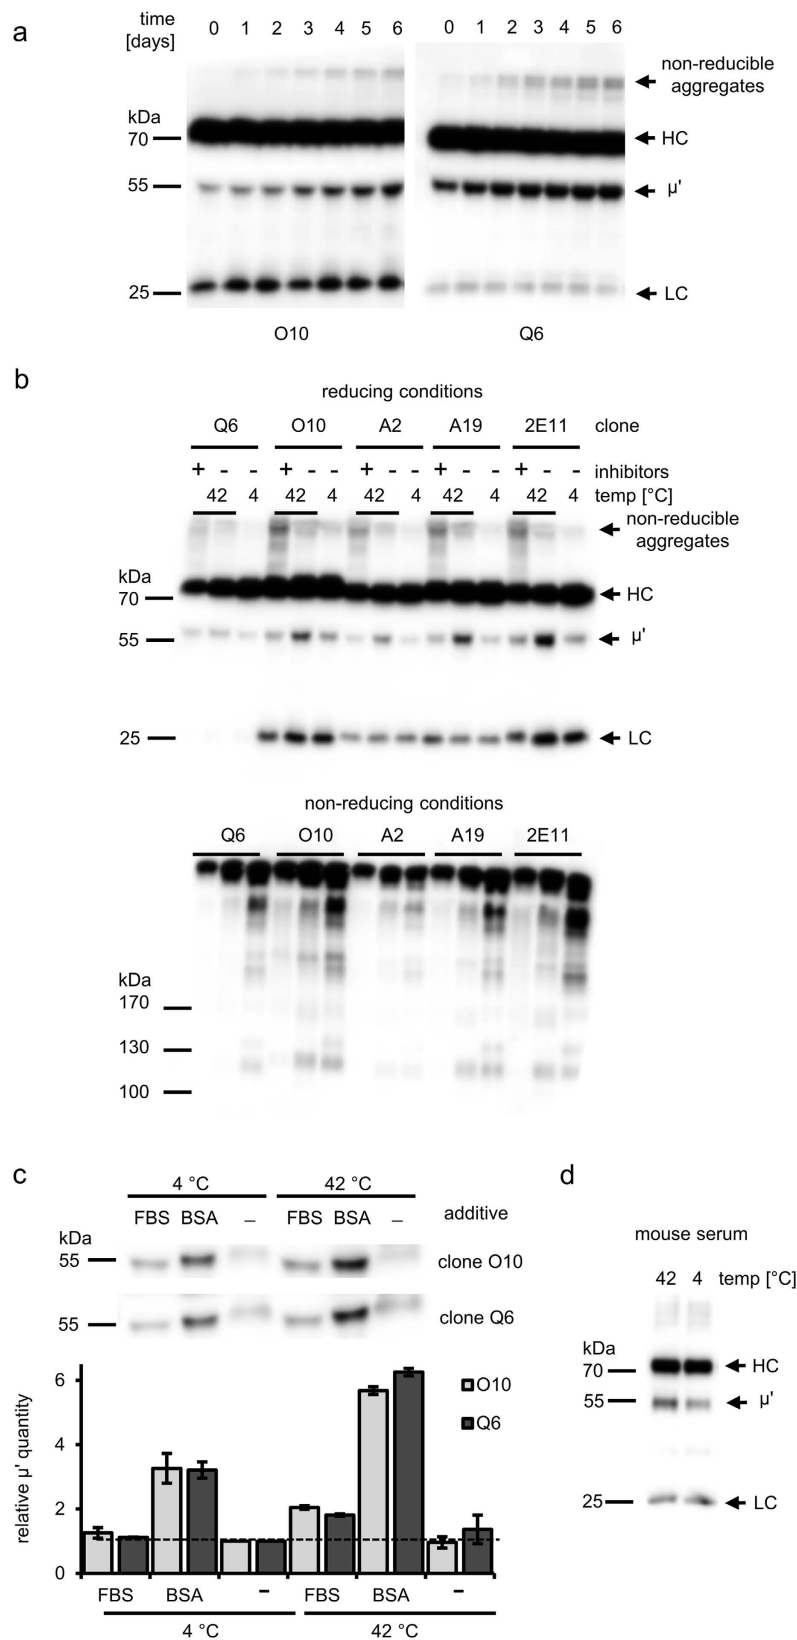 a
time
[days]
0 1 2 3 4 5 6 0 1 2 3 4 5 6
non-reducible
aggregates
kDa
70
HC
55
µ'
25
LC
O10 Q6
b
reducing conditions
Q6 O10 A2 A19 2E11 clone
+ - - + - - + - - + - - + - - inhibitors
42 4 42 4 42 4 42 4 42 4 temp [°C]
non-reducible
aggregates
kDa
70
HC
55
µ'
25
LC
non-reducing conditions
Q6 O10 A2 A19 2E11
kDa
170
130
100
c
4 °C 42 °C
FBS BSA – FBS BSA – additive
kDa
55
clone O10
55
clone Q6
relative µ' quantity
6
4
2
0
O10
Q6
FBS BSA – FBS BSA –
4 °C 42 °C
d
mouse serum
42 4 temp [°C]
kDa
70
HC
55
µ'
25
LC